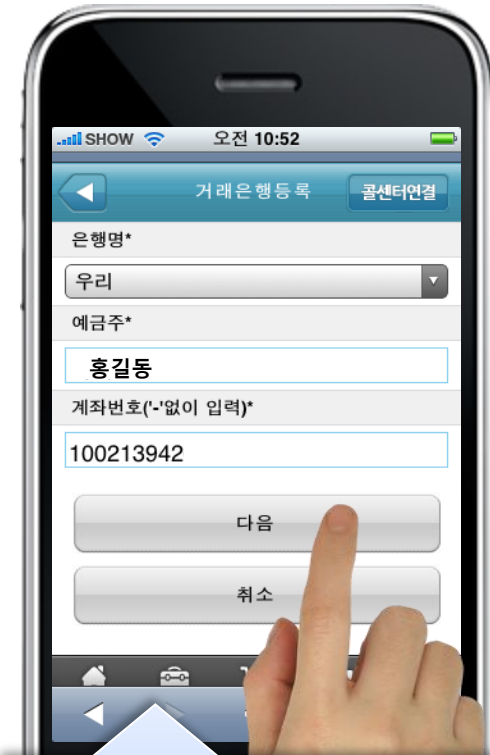 SHOW 오전 10:52
거래은행등록 콜센터연결
은행명*
우리
예금주*
홍길동
계좌번호('-'없이 입력)*
100213942
다음
취소